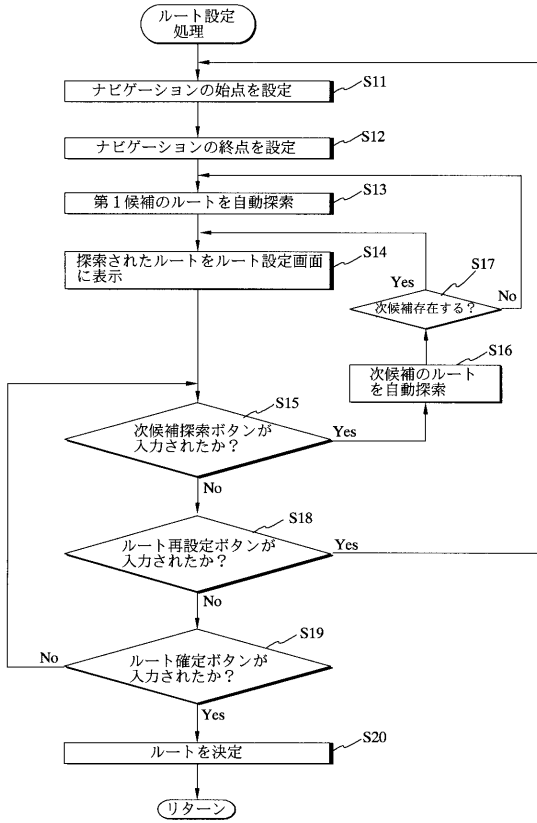 ルート設定
処理
ナビゲーションの始点を設定
S11
ナビゲーションの終点を設定
S12
第1候補のルートを自動探索
S13
探索されたルートをルート設定画面
に表示
S14
Yes
S17
次候補存在する?
No
S16
次候補のルート
を自動探索
S15
次候補探索ボタンが
入力されたか?
Yes
No
S18
ルート再設定ボタンが
入力されたか?
Yes
No
S19
No
ルート確定ボタンが
入力されたか?
Yes
S20
ルートを決定
リターン